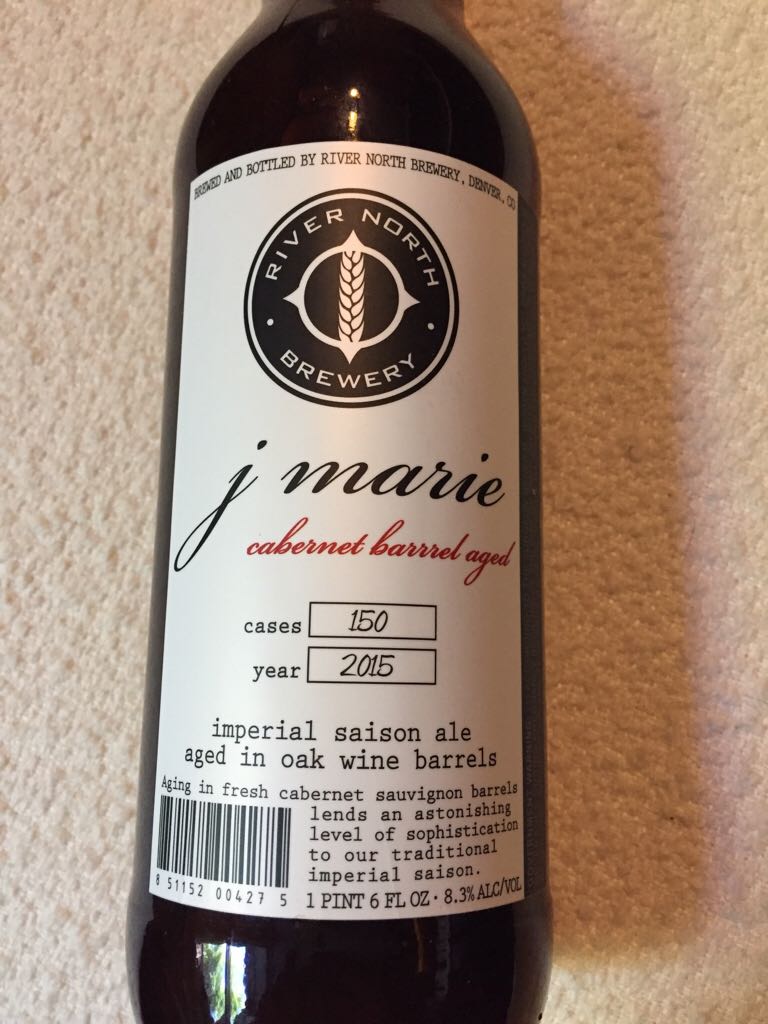 BREWED AND BOTTLED BY RIVER NORTH BREWERY, DENVER, CO
RIVER NORTH
BREWERY
j marie
cabernet barrrel aged
cases 150
year 2015
imperial saison ale
aged in oak wine barrels
Aging in fresh cabernet sauvignon barrels
lends an astonishing
level of sophistication
to our traditional
imperial saison.
8 51152 00427 5
1 PINT 6 FL OZ · 8.3% ALC/VOL